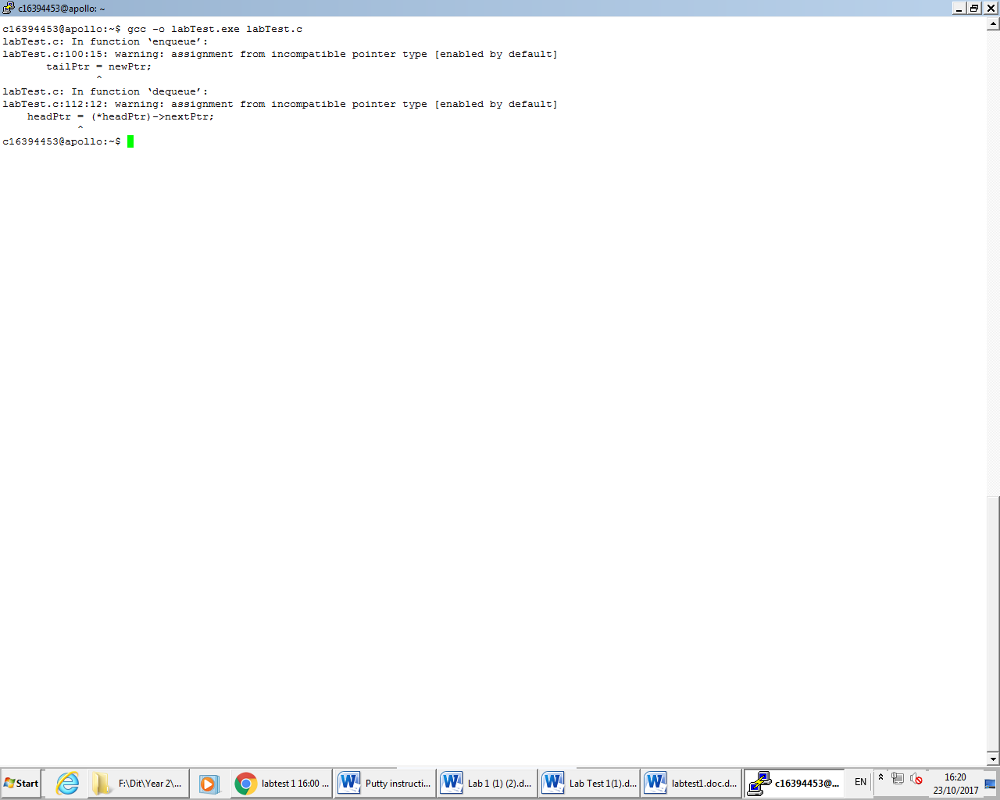 c16394453@apollo: ~
c16394453@apollo:~$ gcc -o labTest.exe labTest.c
labTest.c: In function ‘enqueue’:
labTest.c:100:15: warning: assignment from incompatible pointer type [enabled by default]
tailPtr = newPtr;
^
labTest.c: In function ‘dequeue’:
labTest.c:112:12: warning: assignment from incompatible pointer type [enabled by default]
headPtr = (*headPtr)->nextPtr;
^
c16394453@apollo:~$
Start
F:\Dit\Year 2\...
labtest 1 16:00 ...
Putty instructi...
Lab 1 (1) (2).d...
Lab Test 1(1).d...
labtest1.doc.d...
c16394453@...
EN
16:20
23/10/2017